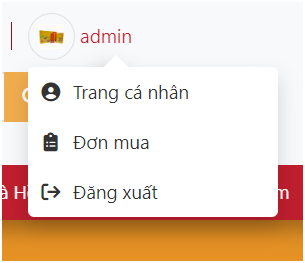 admin
Trang cá nhân
Đơn mua
Đăng xuất